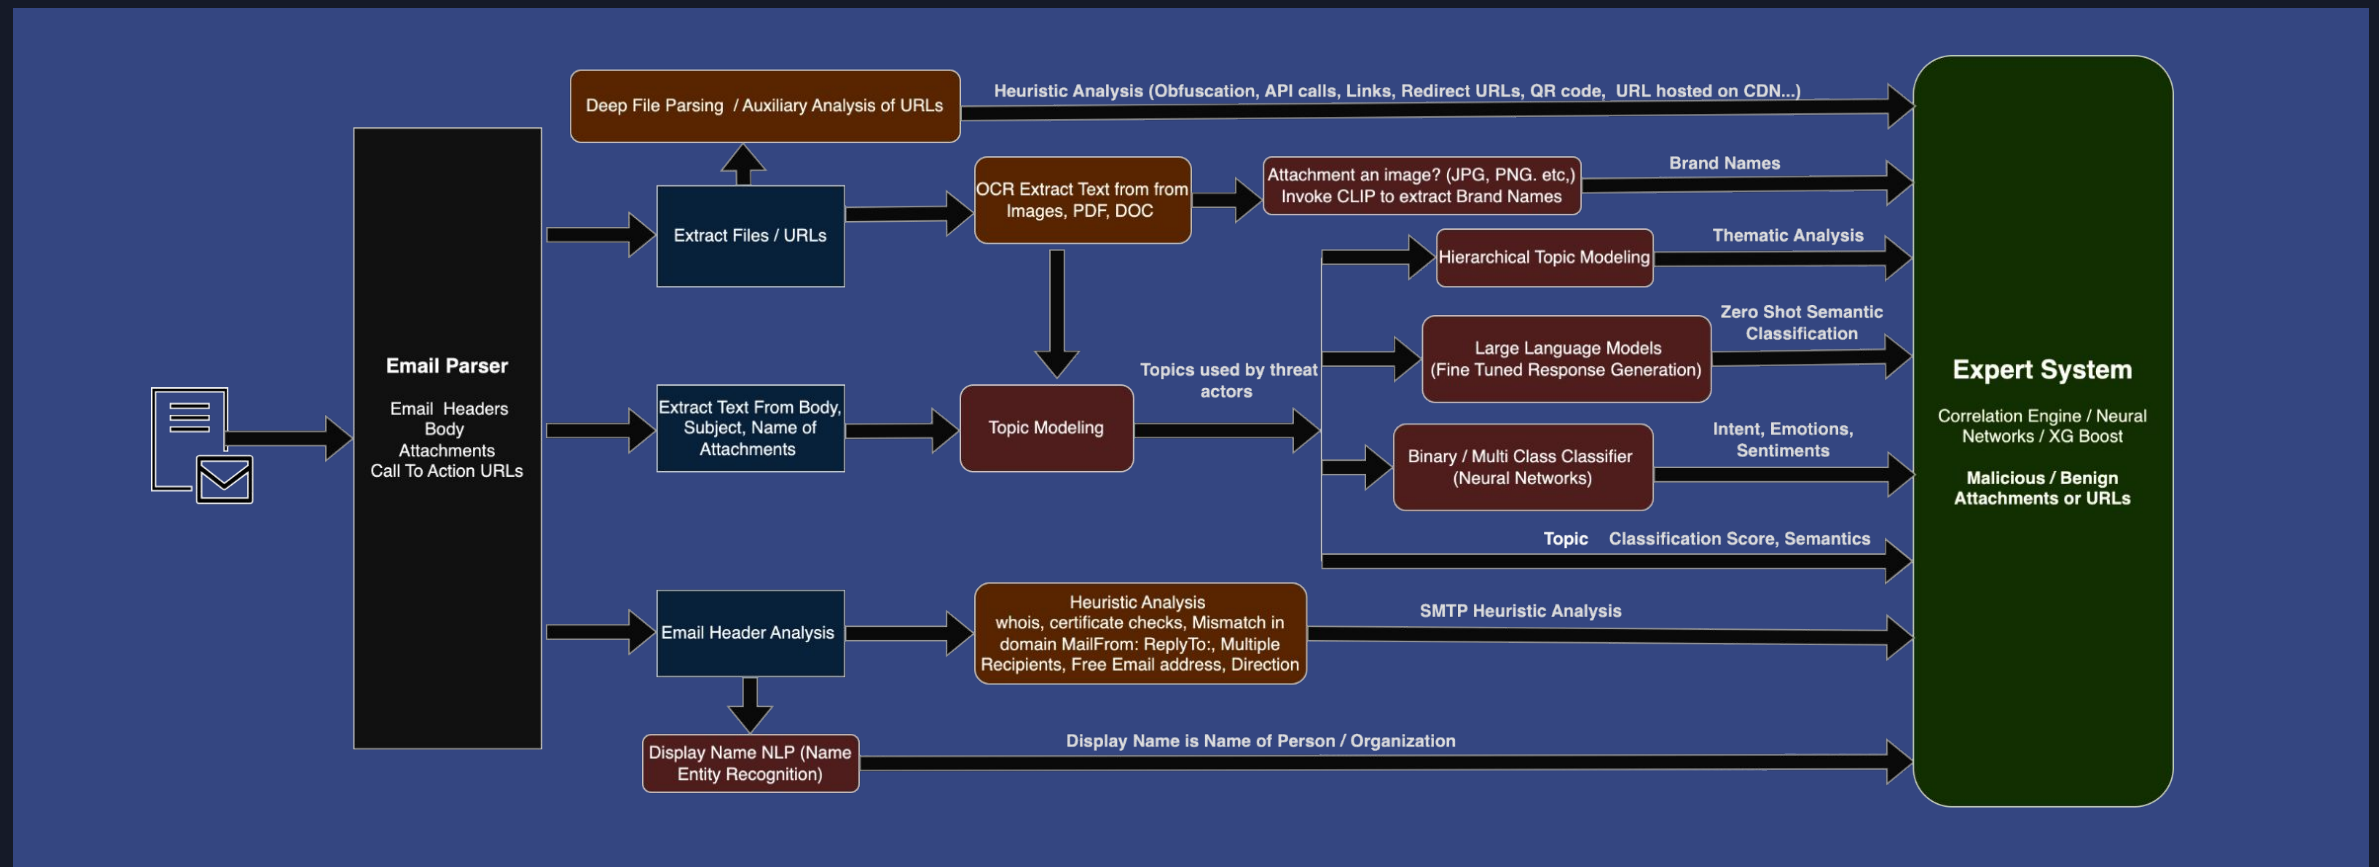 Deep File Parsing  / Auxiliary Analysis of URLs
Heuristic Analysis (Obfuscation, API calls, Links, Redirect URLs, QR code,  URL hosted on CDN...)
Extract Files / URLs
OCR Extract Text from from
Images, PDF, DOC
Attachment an image? (JPG, PNG. etc,)
Invoke CLIP to extract Brand Names
Brand Names
Hierarchical Topic Modeling
Thematic Analysis
Large Language Models
(Fine Tuned Response Generation)
Zero Shot Semantic
Classification
Email Parser
Email  Headers
Body
Attachments
Call To Action URLs
Extract Text From Body,
Subject, Name of
Attachments
Topic Modeling
Topics used by threat
actors
Binary / Multi Class Classifier
(Neural Networks)
Intent, Emotions,
Sentiments
Topic    Classification Score, Semantics
Expert System
Correlation Engine / Neural
Networks / XG Boost
Malicious / Benign
Attachments or URLs
Email Header Analysis
Heuristic Analysis
whois, certificate checks, Mismatch in
domain MailFrom: ReplyTo:, Multiple
Recipients, Free Email address, Direction
SMTP Heuristic Analysis
Display Name NLP (Name
Entity Recognition)
Display Name is Name of Person / Organization